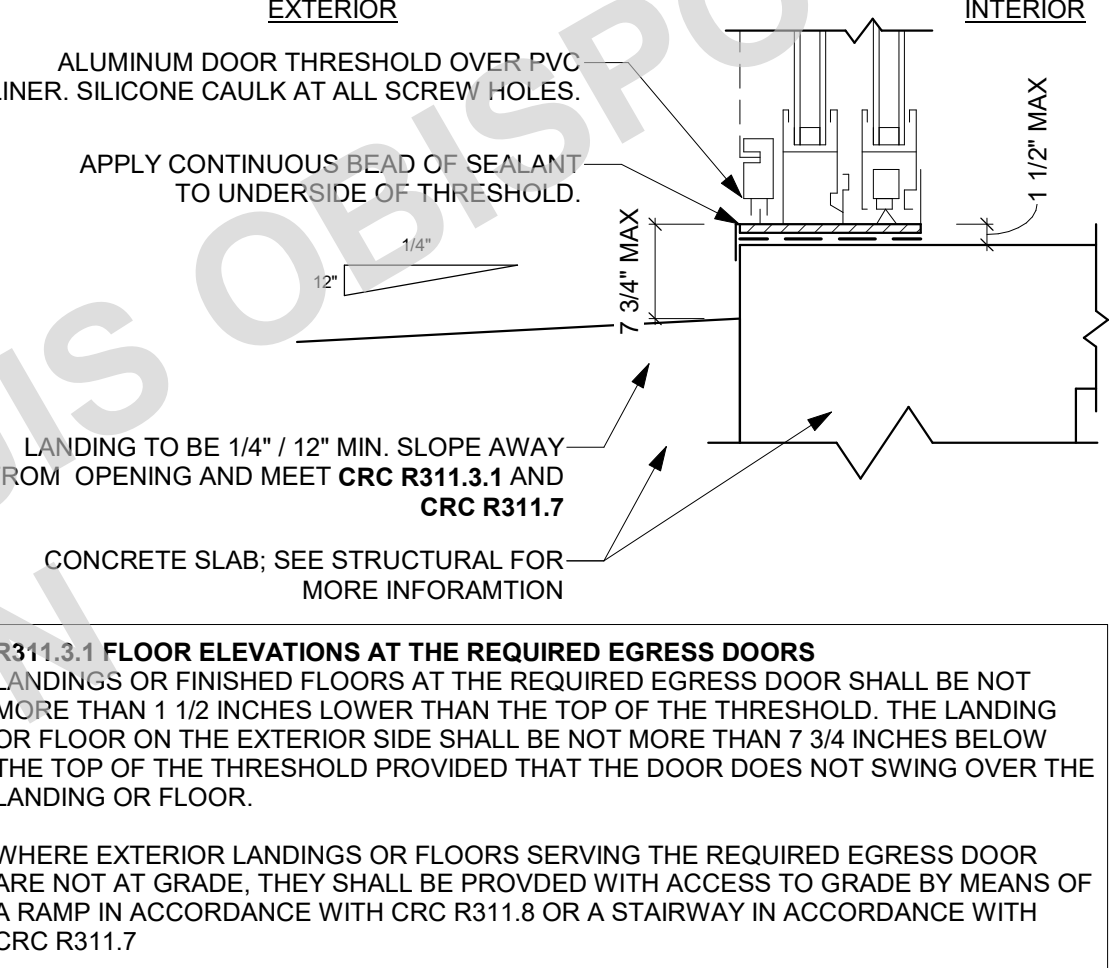 EXTERIOR
INTERIOR
ALUMINUM DOOR THRESHOLD OVER PVC
LINER. SILICONE CAULK AT ALL SCREW HOLES.
APPLY CONTINUOUS BEAD OF SEALANT
TO UNDERSIDE OF THRESHOLD.
1/4"
12"
7 3/4" MAX
1 1/2" MAX
LANDING TO BE 1/4" / 12" MIN. SLOPE AWAY
FROM OPENING AND MEET CRC R311.3.1 AND
CRC R311.7
CONCRETE SLAB; SEE STRUCTURAL FOR
MORE INFORAMTION
R311.3.1 FLOOR ELEVATIONS AT THE REQUIRED EGRESS DOORS
LANDINGS OR FINISHED FLOORS AT THE REQUIRED EGRESS DOOR SHALL BE NOT
MORE THAN 1 1/2 INCHES LOWER THAN THE TOP OF THE THRESHOLD. THE LANDING
OR FLOOR ON THE EXTERIOR SIDE SHALL BE NOT MORE THAN 7 3/4 INCHES BELOW
THE TOP OF THE THRESHOLD PROVIDED THAT THE DOOR DOES NOT SWING OVER THE
LANDING OR FLOOR.
WHERE EXTERIOR LANDINGS OR FLOORS SERVING THE REQUIRED EGRESS DOOR
ARE NOT AT GRADE, THEY SHALL BE PROVDED WITH ACCESS TO GRADE BY MEANS OF
A RAMP IN ACCORDANCE WITH CRC R311.8 OR A STAIRWAY IN ACCORDANCE WITH
CRC R311.7
UIS OBISPO
N